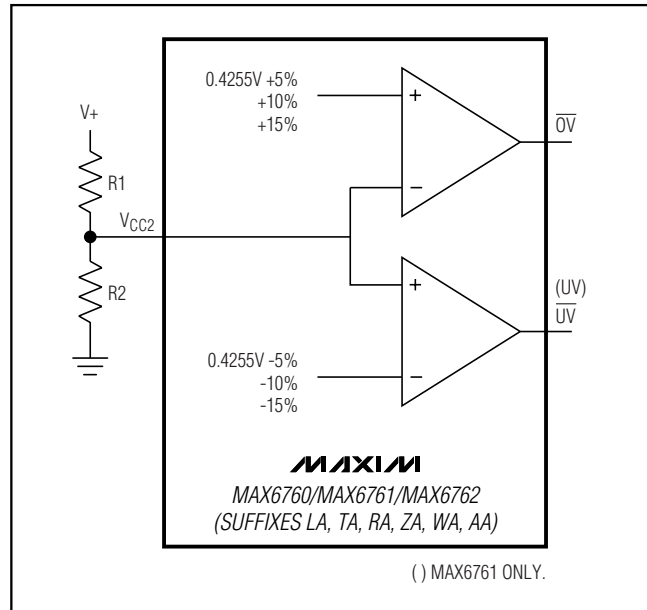 0.4255V +5%
+10%
+15%
V+
R1
VCC2
R2
+
−
OV
+
−
(UV)
UV
0.4255V -5%
-10%
-15%
MAXIM
MAX6760/MAX6761/MAX6762
(SUFFIXES LA, TA, RA, ZA, WA, AA)
( ) MAX6761 ONLY.